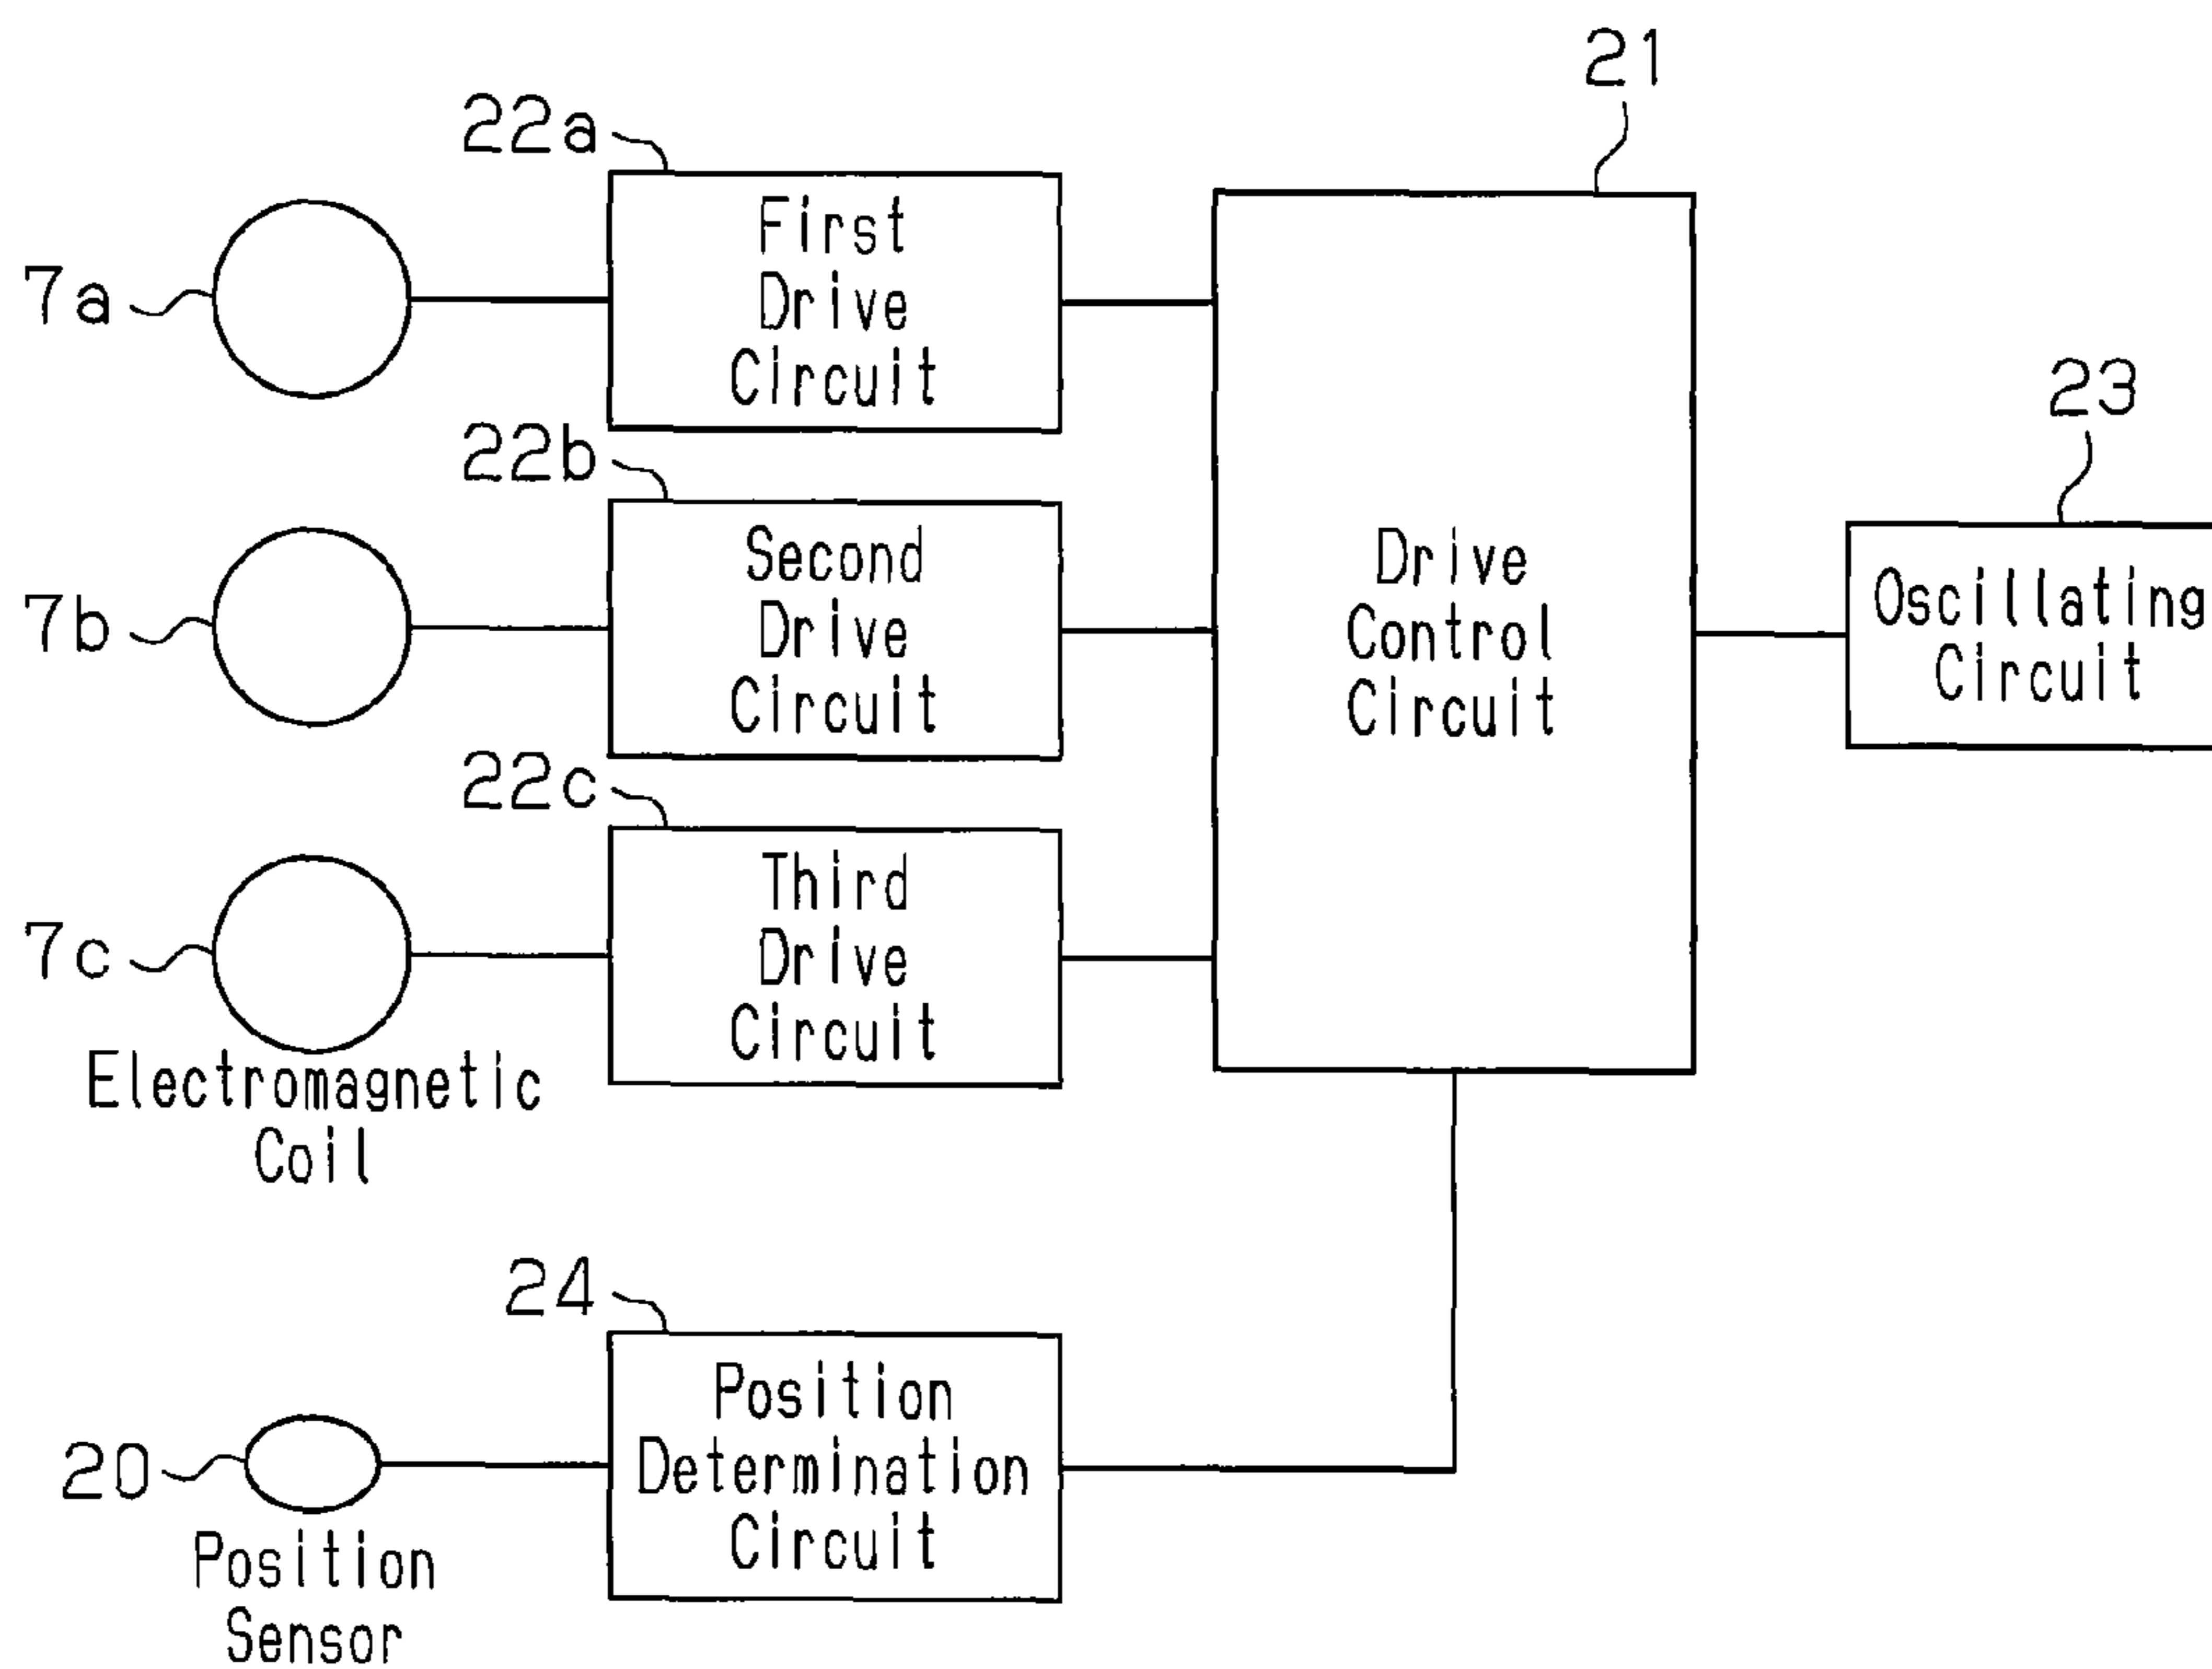 21
22a
First
Drive
Circuit
7a
23
22b
Second
Drive
Circuit
7b
Drive
Control
Circuit
Oscillating
Circuit
22c
Third
Drive
Circuit
7c
Electromagnetic
Coil
24
Position
Determination
Circuit
20
Position
Sensor